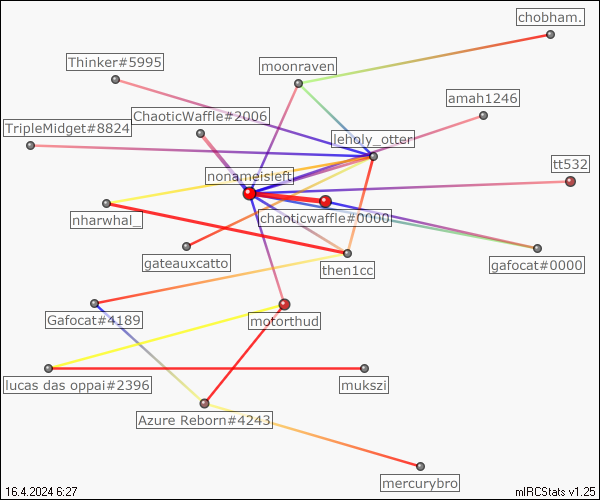 chobham.
Thinker#5995
moonraven
amah1246
ChaoticWaffle#2006
TripleMidget#8824
leholy_otter
tt532
nonameisleft
nharwhal_
chaoticwaffle#0000
gateauxcatto
then1cc
gafocat#0000
Gafocat#4189
motorthud
lucas das oppai#2396
mukszi
Azure Reborn#4243
mercurybro
16.4.2024 6:27
mIRCStats v1.25